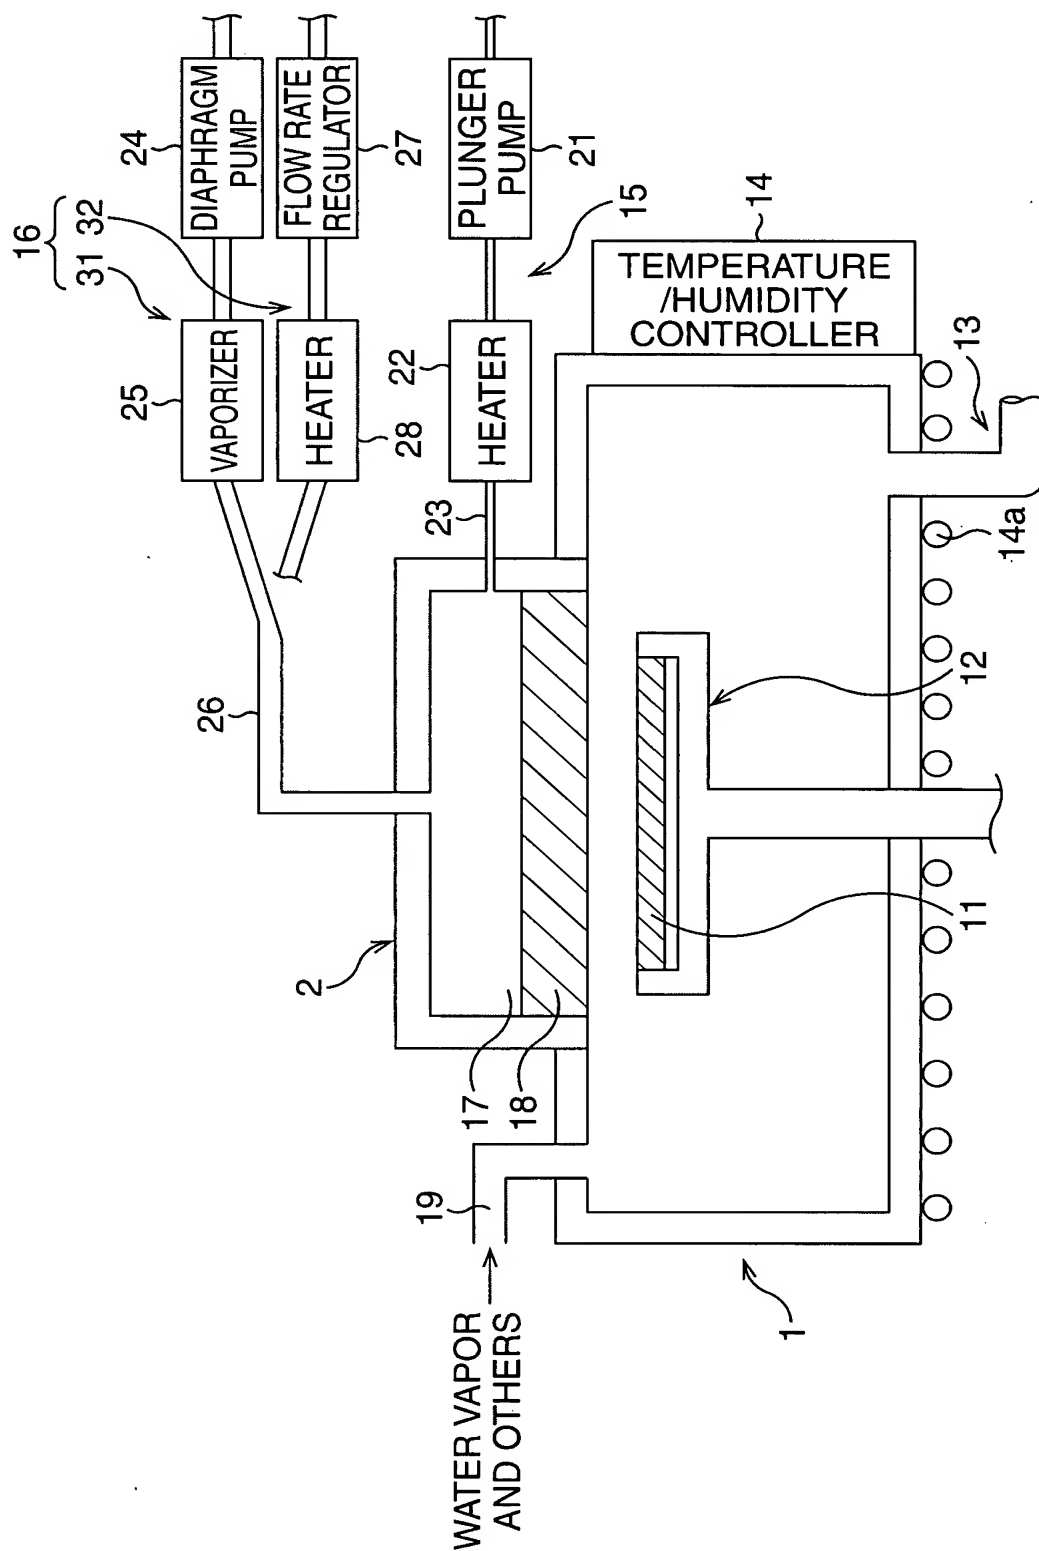 16
31 32
24
DIAPHRAGM
PUMP
25
VAPORIZER
27
FLOW RATE
REGULATOR
28
HEATER
21
PLUNGER
PUMP
22
HEATER
23
15
26
14
TEMPERATURE
/HUMIDITY
CONTROLLER
13
14a
2
17
18
12
11
19
WATER VAPOR
AND OTHERS
1